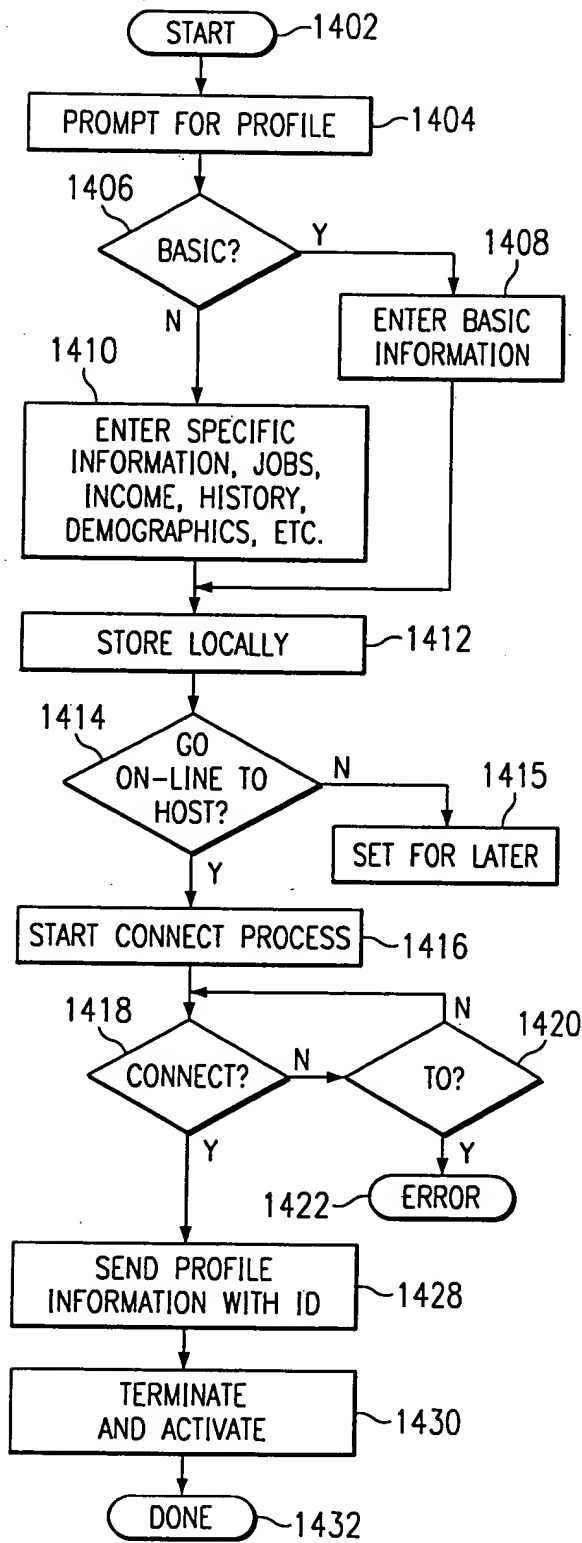 START
1402
PROMPT FOR PROFILE
1404
1406
BASIC?
Y
N
1408
ENTER BASIC
INFORMATION
1410
ENTER SPECIFIC
INFORMATION, JOBS,
INCOME, HISTORY,
DEMOGRAPHICS, ETC.
STORE LOCALLY
1412
1414
GO
ON-LINE TO
HOST?
N
Y
1415
SET FOR LATER
START CONNECT PROCESS
1416
1418
CONNECT?
N
Y
N
1420
TO?
Y
1422
ERROR
SEND PROFILE
INFORMATION WITH ID
1428
TERMINATE
AND ACTIVATE
1430
DONE
1432